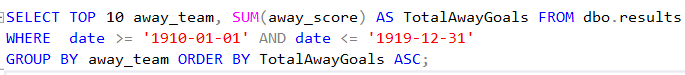 SELECT TOP 10 away_team, SUM(away_score) AS TotalAwayGoals FROM dbo.results
WHERE date >= '1910-01-01' AND date <= '1919-12-31'
GROUP BY away_team ORDER BY TotalAwayGoals ASC;